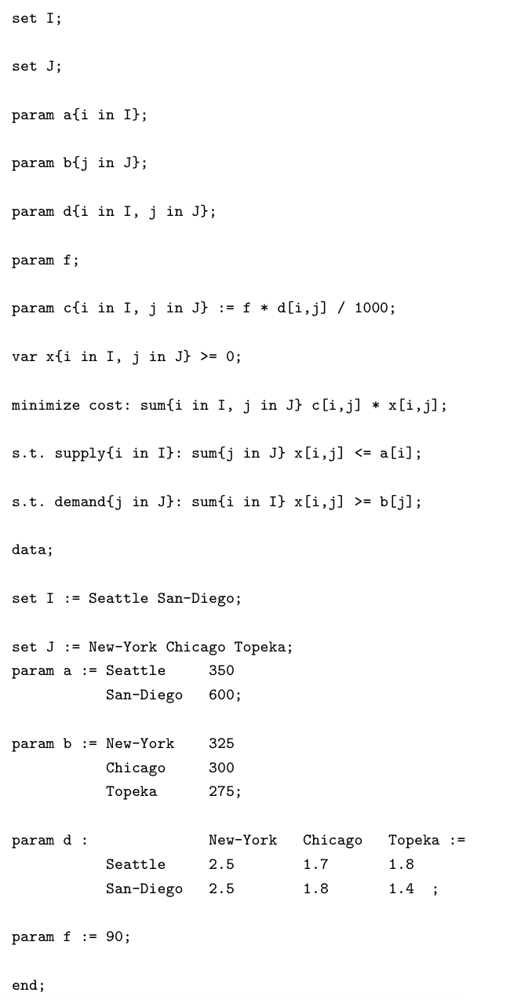 set I;
set J;
param a{i in I};
param b{j in J};
param d{i in I, j in J};
param f;
param c{i in I, j in J} := f * d[i,j] / 1000;
var x{i in I, j in J} >= 0;
minimize cost: sum{i in I, j in J} c[i,j] * x[i,j];
s.t. supply{i in I}: sum{j in J} x[i,j] <= a[i];
s.t. demand{j in J}: sum{i in I} x[i,j] >= b[j];
data;
set I := Seattle San-Diego;
set J := New-York Chicago Topeka;
param a := Seattle     350
           San-Diego   600;
param b := New-York    325
           Chicago     300
           Topeka      275;
param d :              New-York   Chicago   Topeka :=
           Seattle     2.5        1.7       1.8
           San-Diego   2.5        1.8       1.4  ;
param f := 90;
end;